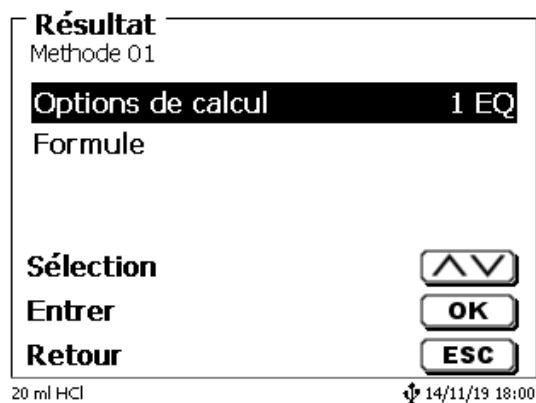 Résultat
Methode 01
Options de calcul 1 EQ
Formule
Sélection
Entrer OK
Retour ESC
20 ml HCl 14/11/19 18:00